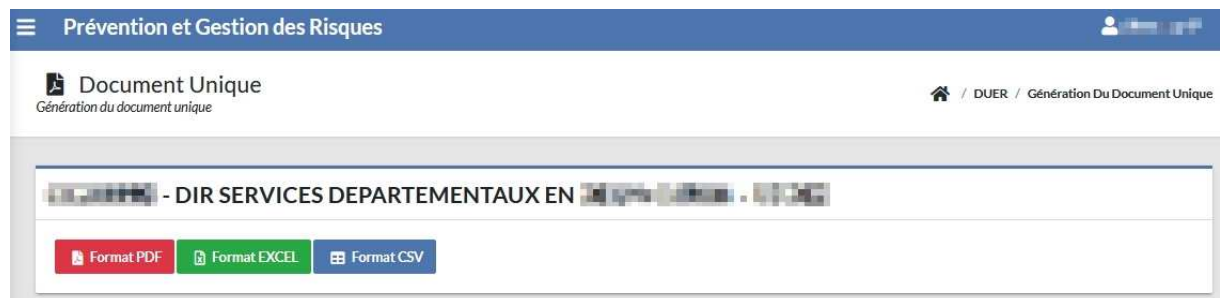 Prévention et Gestion des Risques
Document Unique
Génération du document unique
/ DUER / Génération Du Document Unique
- DIR SERVICES DEPARTEMENTAUX EN
Format PDF
Format EXCEL
Format CSV